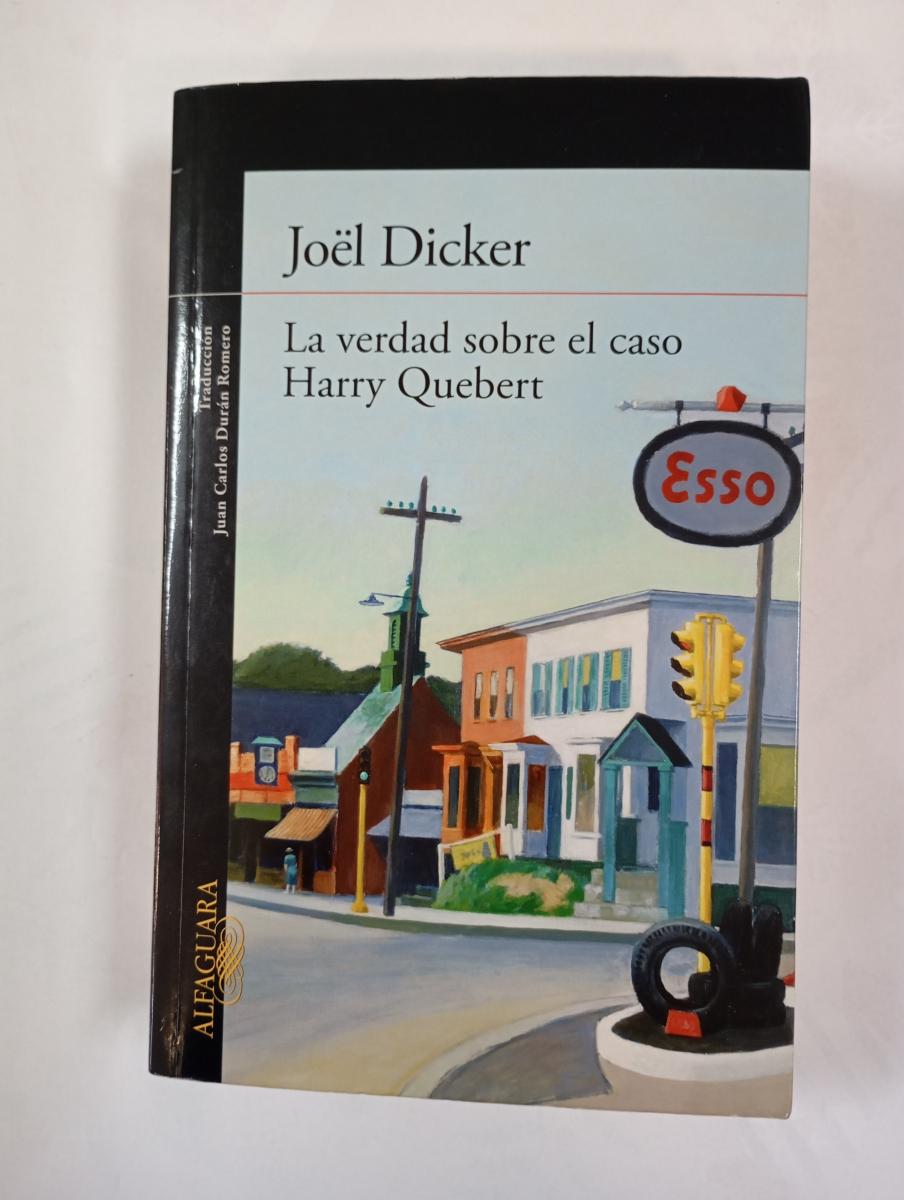 Joël Dicker
La verdad sobre el caso
Harry Quebert
Traducción
Juan Carlos Durán Romero
Esso
ALFAGUARA